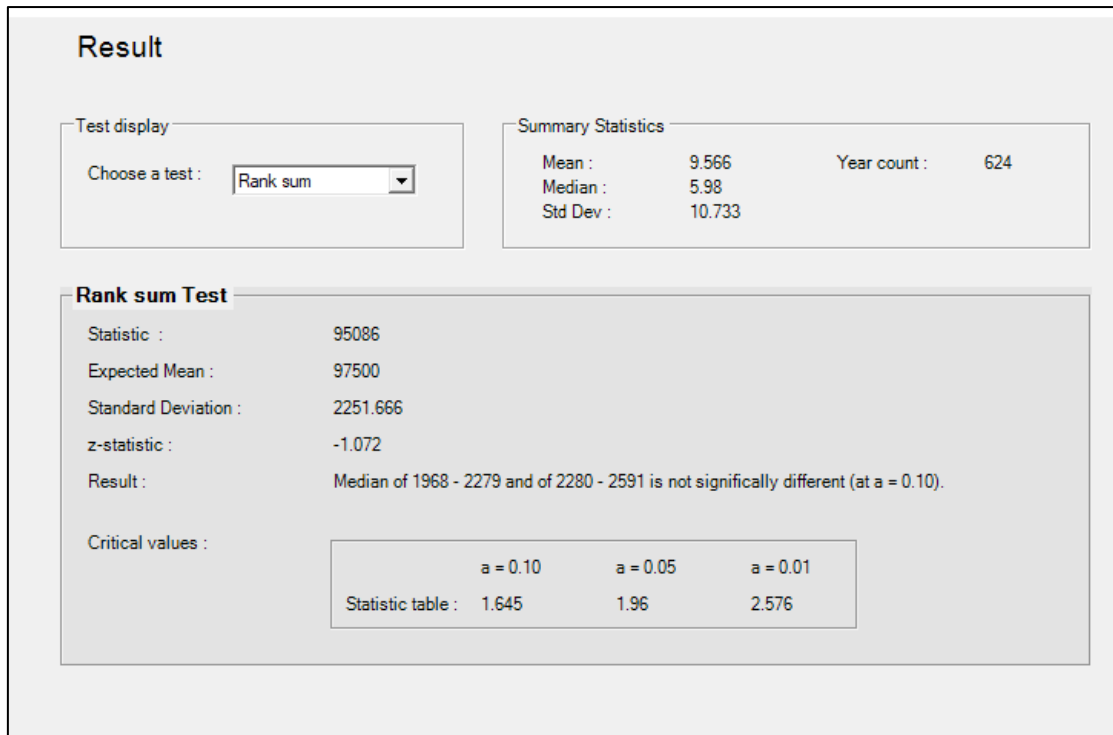 Result
Test display
Choose a test : Rank sum
Summary Statistics
Mean : 9.566 Year count : 624
Median : 5.98
Std Dev : 10.733
Rank sum Test
Statistic : 95086
Expected Mean : 97500
Standard Deviation : 2251.666
z-statistic : -1.072
Result : Median of 1968 - 2279 and of 2280 - 2591 is not significally different (at a = 0.10).
Critical values :
a = 0.10 a = 0.05 a = 0.01
Statistic table : 1.645 1.96 2.576